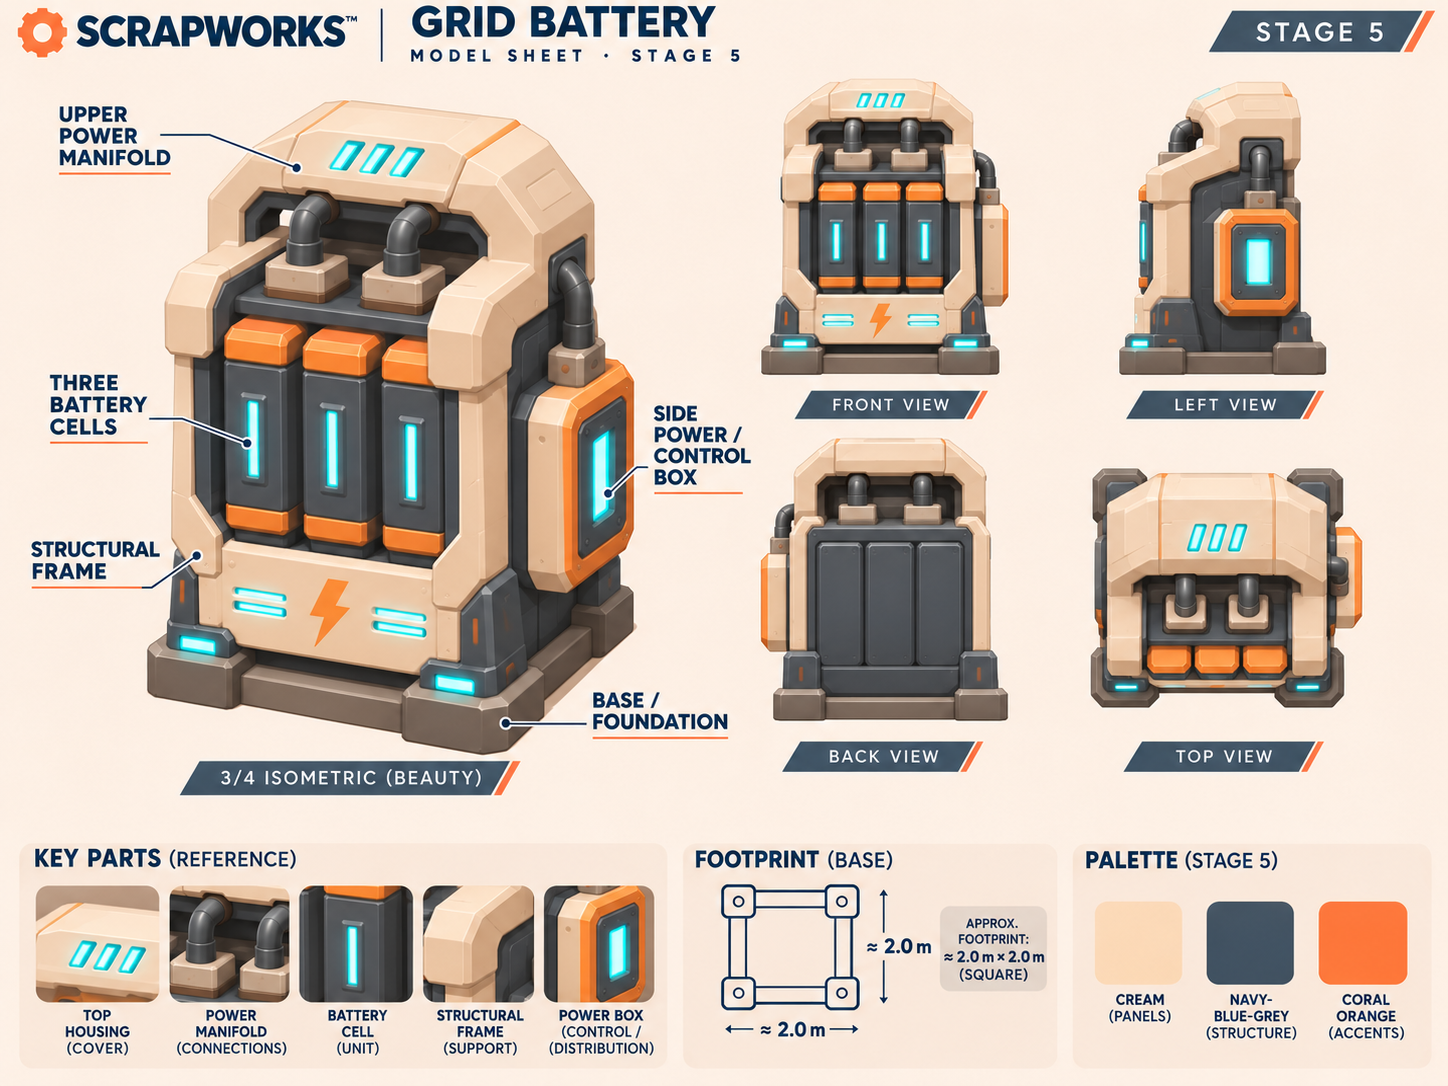 SCRAPWORKS™
GRID BATTERY
MODEL SHEET · STAGE 5
STAGE 5
UPPER
POWER
MANIFOLD
THREE
BATTERY
CELLS
STRUCTURAL
FRAME
SIDE
POWER /
CONTROL
BOX
BASE /
FOUNDATION
3/4 ISOMETRIC (BEAUTY)
FRONT VIEW
LEFT VIEW
BACK VIEW
TOP VIEW
KEY PARTS (REFERENCE)
TOP
HOUSING
(COVER)
POWER
MANIFOLD
(CONNECTIONS)
BATTERY
CELL
(UNIT)
STRUCTURAL
FRAME
(SUPPORT)
POWER BOX
(CONTROL /
(DISTRIBUTION)
FOOTPRINT (BASE)
≈ 2.0 m
≈ 2.0 m
APPROX.
FOOTPRINT:
≈ 2.0 m × 2.0 m
(SQUARE)
PALETTE (STAGE 5)
CREAM
(PANELS)
NAVY-
BLUE-GREY
(STRUCTURE)
CORAL
ORANGE
(ACCENTS)